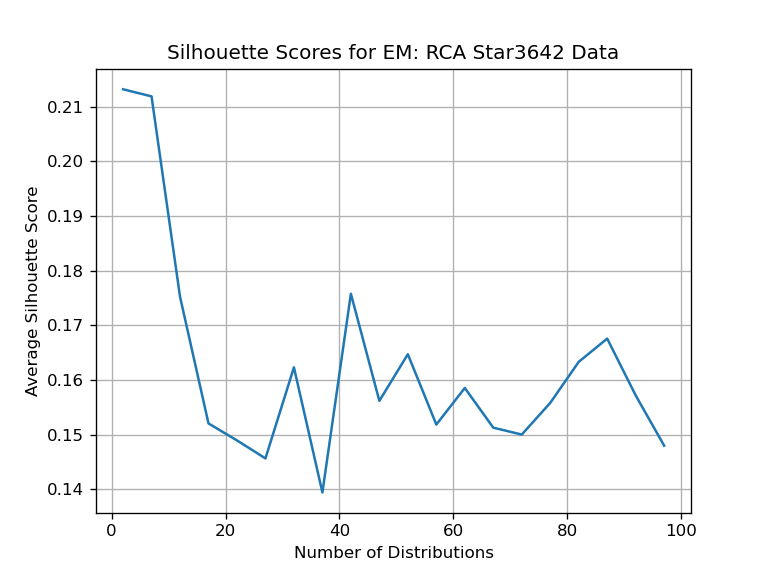 Silhouette Scores for EM: RCA Star3642 Data
Average Silhouette Score
0.21
0.20
0.19
0.18
0.17
0.16
0.15
0.14
0 20 40 60 80 100
Number of Distributions